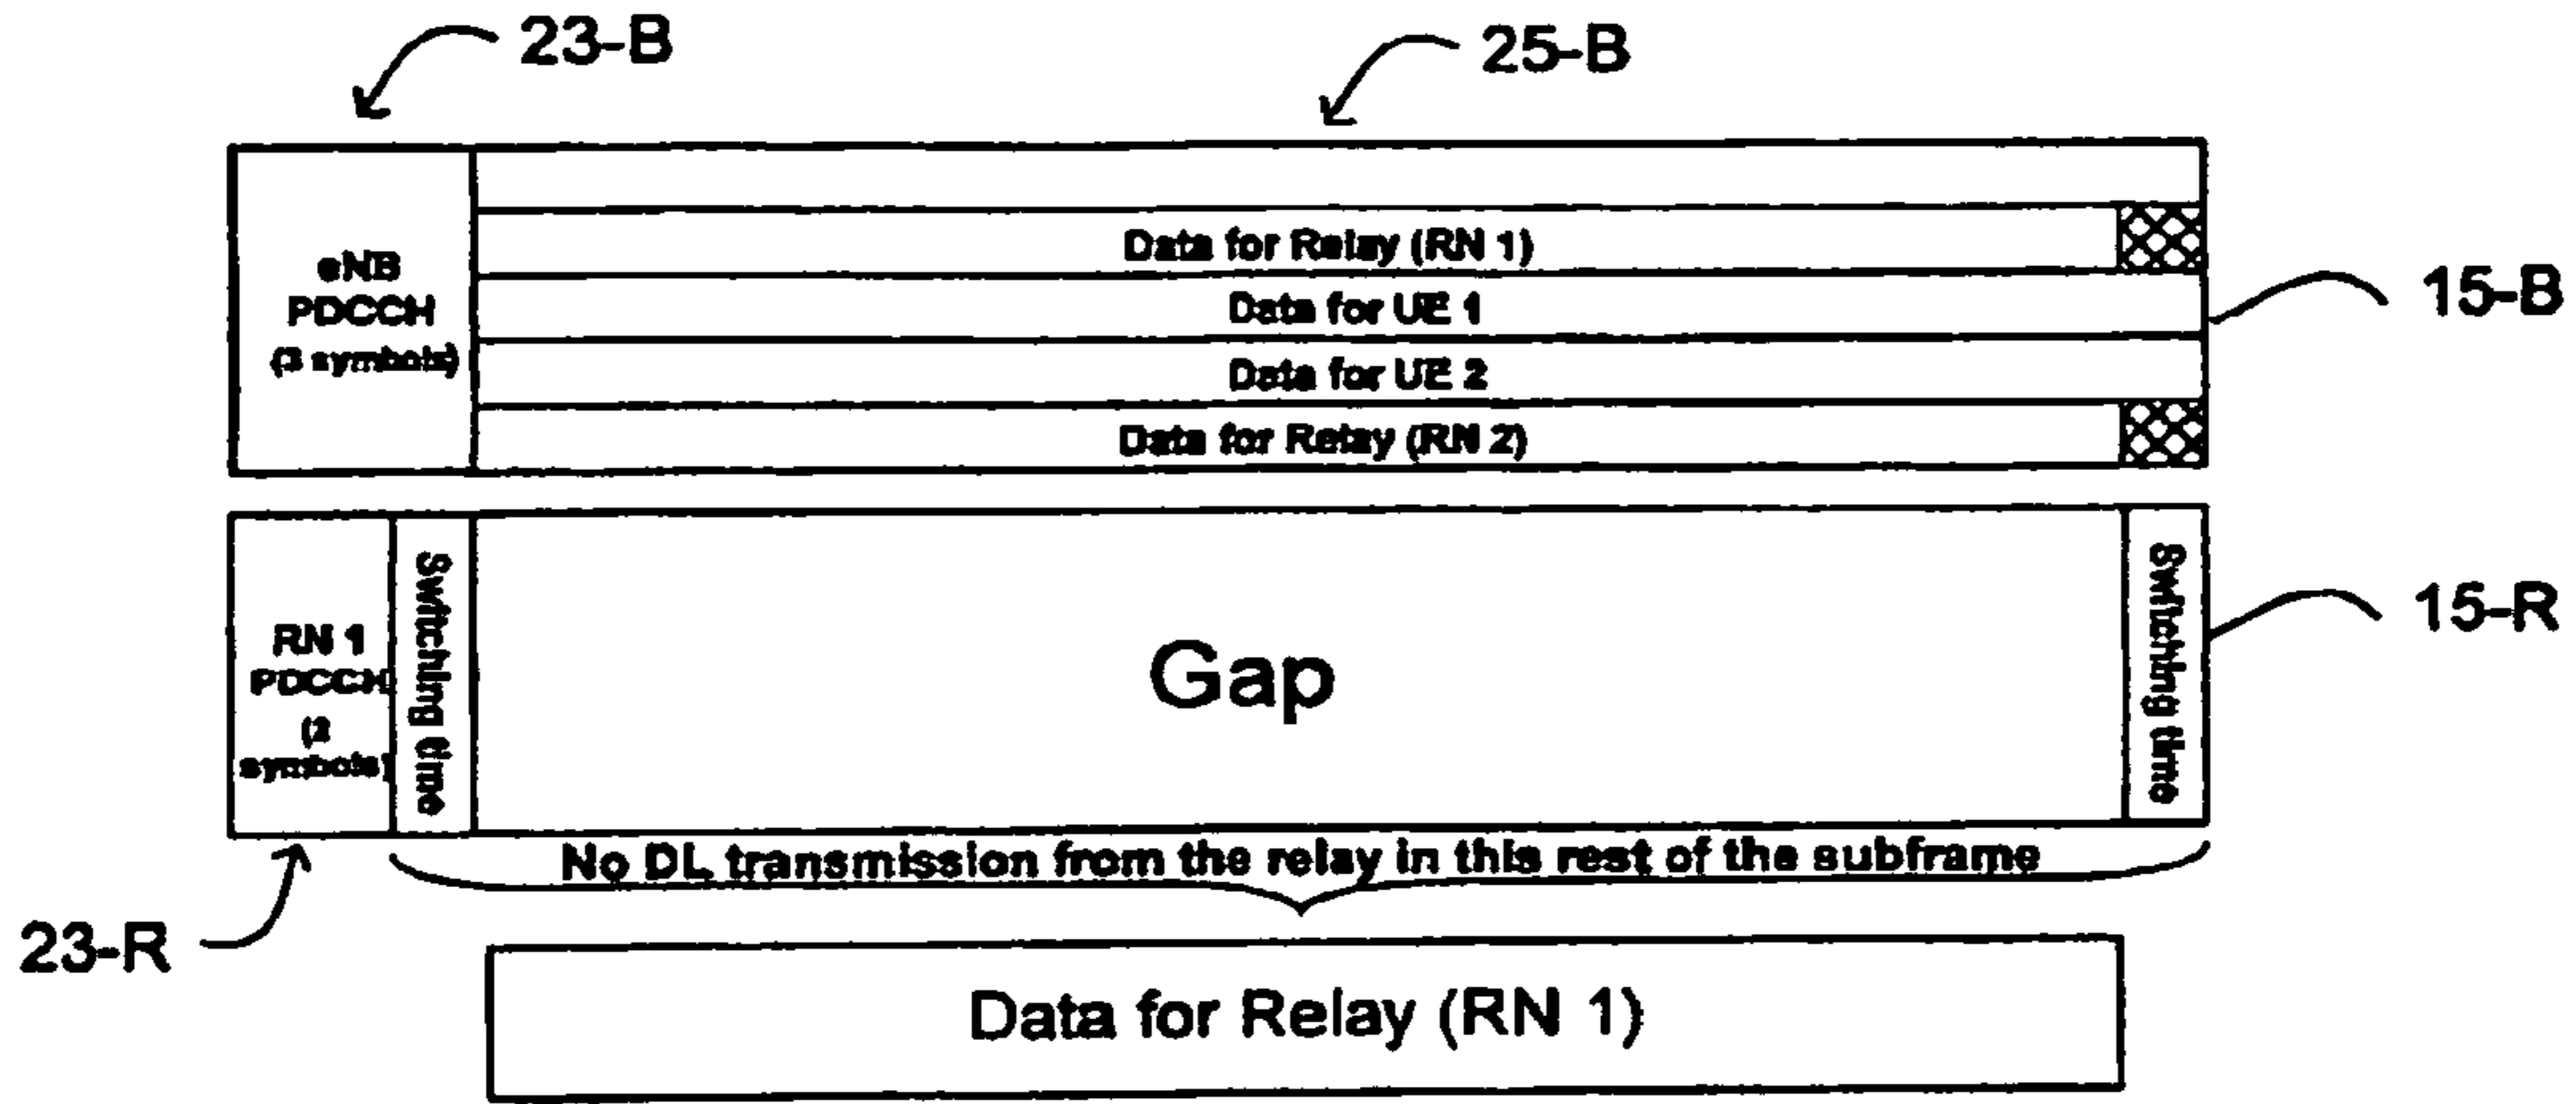 23-B
25-B
eNB
PDCCH
(3 symbols)
Data for Relay (RN 1)
Data for UE 1
Data for UE 2
Data for Relay (RN 2)
15-B
RN 1
PDCCH
(2
symbols)
Switching time
Gap
Switching time
15-R
No DL transmission from the relay in this rest of the subframe
23-R
Data for Relay (RN 1)